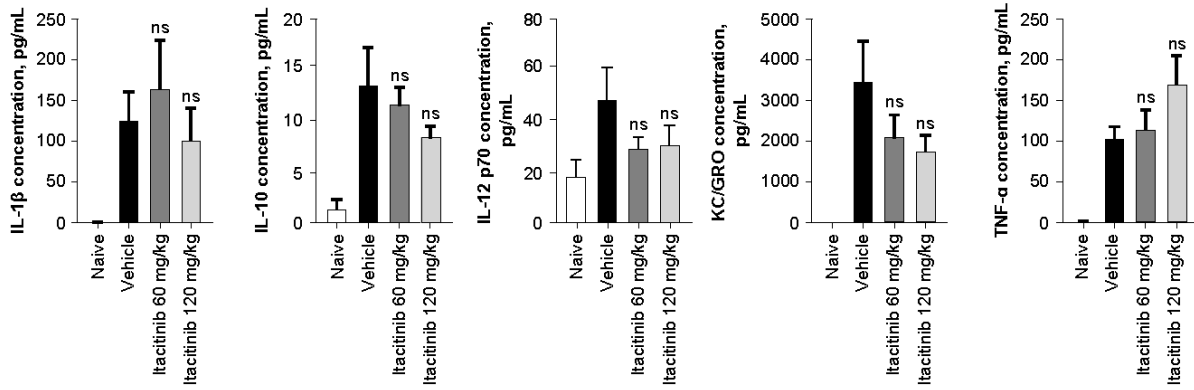 IL-1β concentration, pg/mL
250
200
150
100
50
0
ns
ns
Naive
Vehicle
Itacitinib 60 mg/kg
Itacitinib 120 mg/kg
IL-10 concentration, pg/mL
20
15
10
5
0
ns
ns
Naive
Vehicle
Itacitinib 60 mg/kg
Itacitinib 120 mg/kg
IL-12 p70 concentration,
pg/mL
80
60
40
20
0
ns
ns
Naive
Vehicle
Itacitinib 60 mg/kg
Itacitinib 120 mg/kg
KC/GRO concentration,
pg/mL
5000
4000
3000
2000
1000
0
ns
ns
Naive
Vehicle
Itacitinib 60 mg/kg
Itacitinib 120 mg/kg
TNF-α concentration, pg/mL
250
200
150
100
50
0
ns
ns
Naive
Vehicle
Itacitinib 60 mg/kg
Itacitinib 120 mg/kg